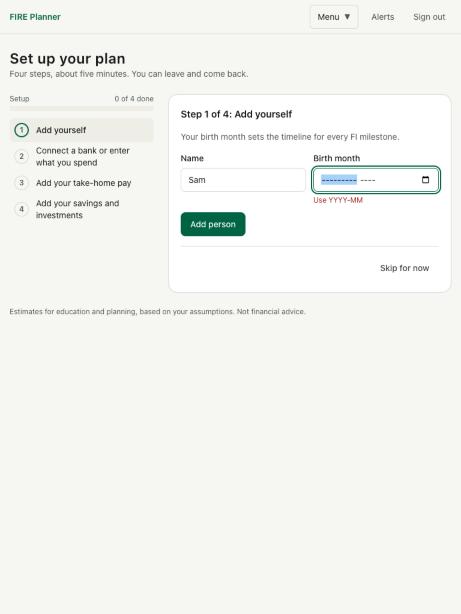 FIRE Planner
Menu ▼
Alerts
Sign out
Set up your plan
Four steps, about five minutes. You can leave and come back.
Setup
0 of 4 done
1 Add yourself
2 Connect a bank or enter
what you spend
3 Add your take-home pay
4 Add your savings and
investments
Step 1 of 4: Add yourself
Your birth month sets the timeline for every FI milestone.
Name
Birth month
Sam
--------- ----
Use YYYY-MM
Add person
Skip for now
Estimates for education and planning, based on your assumptions. Not financial advice.